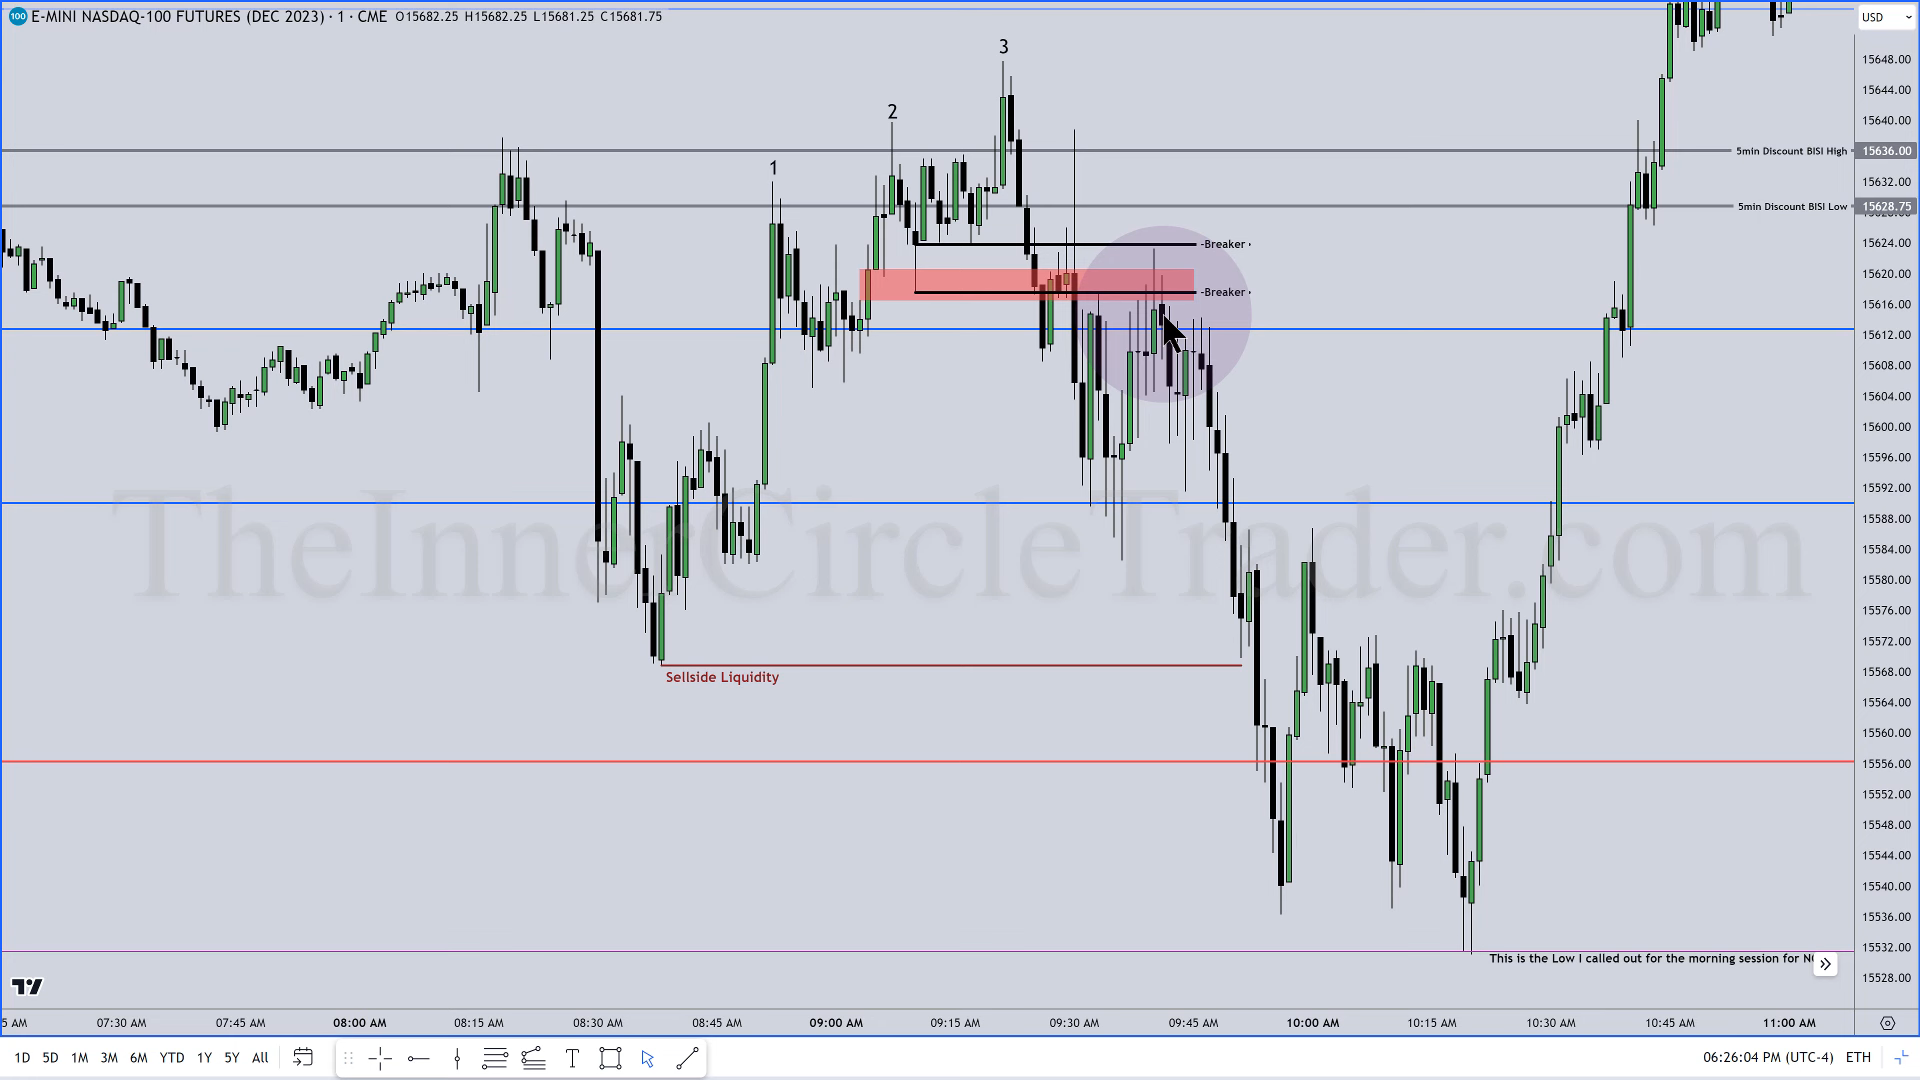 100 E-MINI NASDAQ-100 FUTURES (DEC 2023) · 1 · CME O15682.25 H15682.25 L15681.25 C15681.75
USD
3
2
1
5min Discount BISI High
5min Discount BISI Low
-Breaker
-Breaker
Sellside Liquidity
This is the Low I called out for the morning session for N
TheInnerCircleTrader.com
15648.00
15644.00
15640.00
15636.00
15632.00
15628.75
15624.00
15620.00
15616.00
15612.00
15608.00
15604.00
15600.00
15596.00
15592.00
15588.00
15584.00
15580.00
15576.00
15572.00
15568.00
15564.00
15560.00
15556.00
15552.00
15548.00
15544.00
15540.00
15536.00
15532.00
15528.00
5 AM 07:30 AM 07:45 AM 08:00 AM 08:15 AM 08:30 AM 08:45 AM 09:00 AM 09:15 AM 09:30 AM 09:45 AM 10:00 AM 10:15 AM 10:30 AM 10:45 AM 11:00 AM
1D 5D 1M 3M 6M YTD 1Y 5Y All
06:26:04 PM (UTC-4) ETH